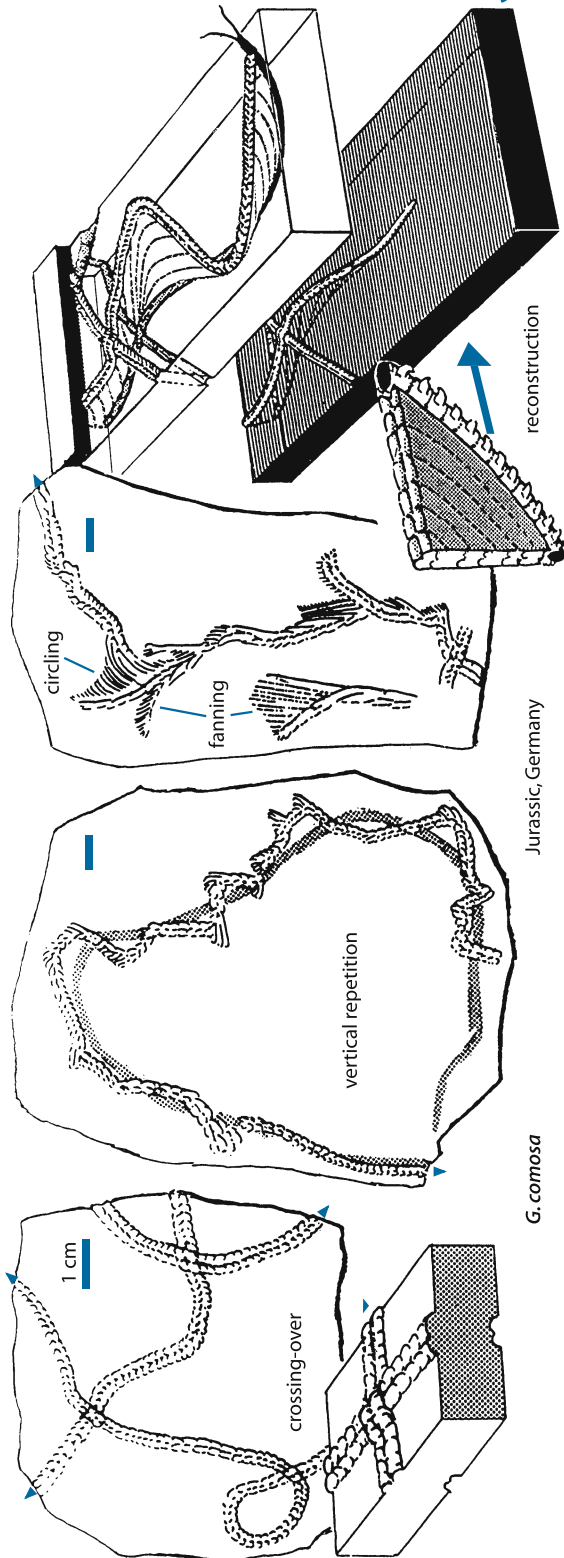 1 cm
crossing-over
G. comosa
vertical repetition
Jurassic, Germany
circling
fanning
reconstruction